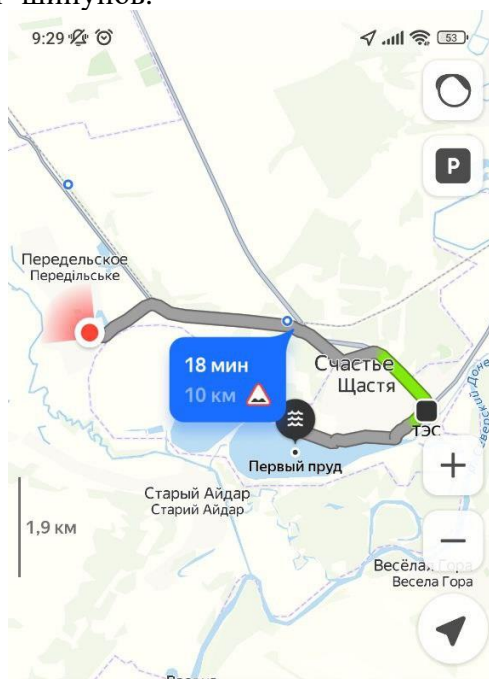 шипунов.
9:29
53
P
Передельское
Передільське
18 мин
10 км
Счастье
Щастя
ТЭС
Первый пруд
Старый Айдар
Старий Айдар
1,9 км
Весёлая Гора
Весела Гора